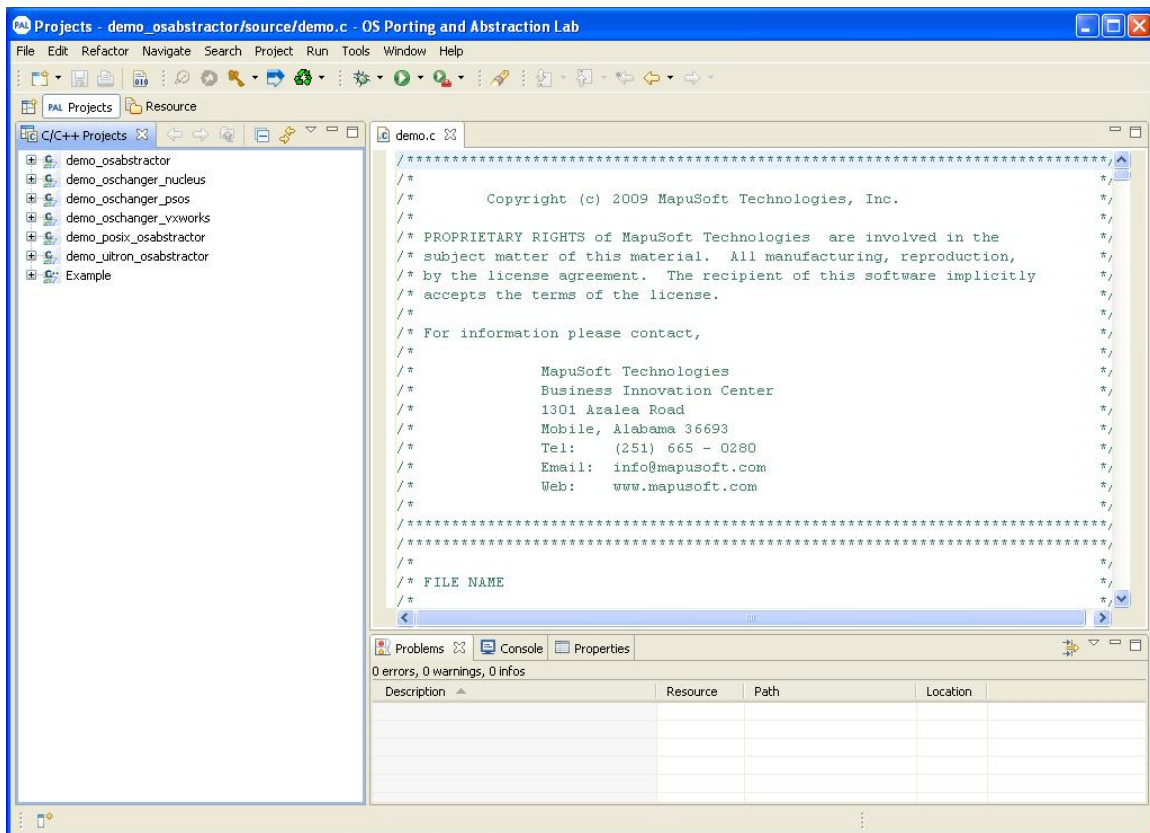 PAL Projects - demo_osabstractor/source/demo.c - OS Porting and Abstraction Lab
File Edit Refactor Navigate Search Project Run Tools Window Help
010
PAL Projects Resource
C/C++ Projects
demo_osabstractor
demo_oschanger_nucleus
demo_oschanger_psos
demo_oschanger_vxworks
demo_posix_osabstractor
demo_uitron_osabstractor
Example
demo.c
/******************************************************************************/
/* */
/* Copyright (c) 2009 MapuSoft Technologies, Inc. */
/* */
/* PROPRIETARY RIGHTS of MapuSoft Technologies are involved in the */
/* subject matter of this material. All manufacturing, reproduction, */
/* by the license agreement. The recipient of this software implicitly */
/* accepts the terms of the license. */
/* */
/* For information please contact, */
/* */
/* MapuSoft Technologies */
/* Business Innovation Center */
/* 1301 Azalea Road */
/* Mobile, Alabama 36693 */
/* Tel: (251) 665 - 0280 */
/* Email: info@mapusoft.com */
/* Web: www.mapusoft.com */
/* */
/******************************************************************************/
/******************************************************************************/
/* */
/* FILE NAME */
/* */
Problems Console Properties
0 errors, 0 warnings, 0 infos
Description Resource Path Location